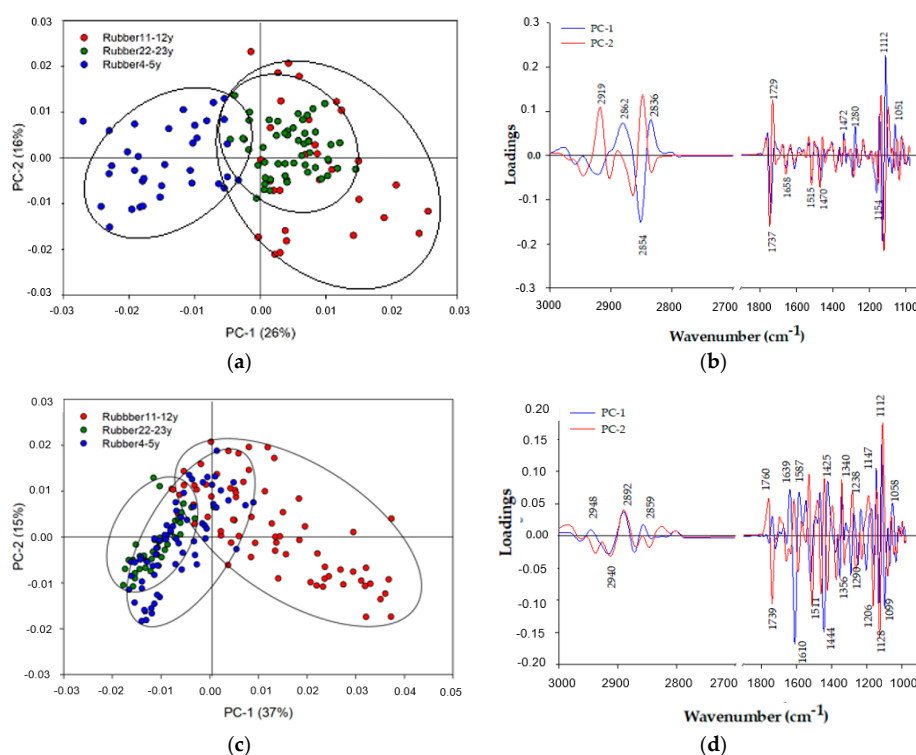 Rubber11-12y
Rubber22-23y
Rubber4-5y
0.03
0.02
0.01
0.00
-0.01
-0.02
-0.03
PC-2 (16%)
-0.03 -0.02 -0.01 0.00 0.01 0.02 0.03
PC-1 (26%)
(a)
PC-1
PC-2
0.3
0.2
0.1
0.0
-0.1
-0.2
-0.3
Loadings
2919 2862 2836 2854
1729 1737 1658 1515 1472 1470 1280 1154 1112 1051
3000 2900 2800 2700 1800 1600 1400 1200 1000
Wavenumber (cm-1)
(b)
Rubbber11-12y
Rubber22-23y
Rubber4-5y
0.03
0.02
0.01
0.00
-0.01
-0.02
-0.03
PC-2 (15%)
-0.03 -0.02 -0.01 0.00 0.01 0.02 0.03 0.04 0.05
PC-1 (37%)
(c)
PC-1
PC-2
0.20
0.15
0.10
0.05
0.00
-0.05
-0.10
-0.15
-0.20
Loadings
2948 2940 2892 2859
1760 1739 1639 1610 1587 1511 1425 1444 1340 1356 1238 1290 1147 1206 1112 1128 1099 1058
3000 2900 2800 2700 1800 1600 1400 1200 1000
Wavenumber (cm-1)
(d)